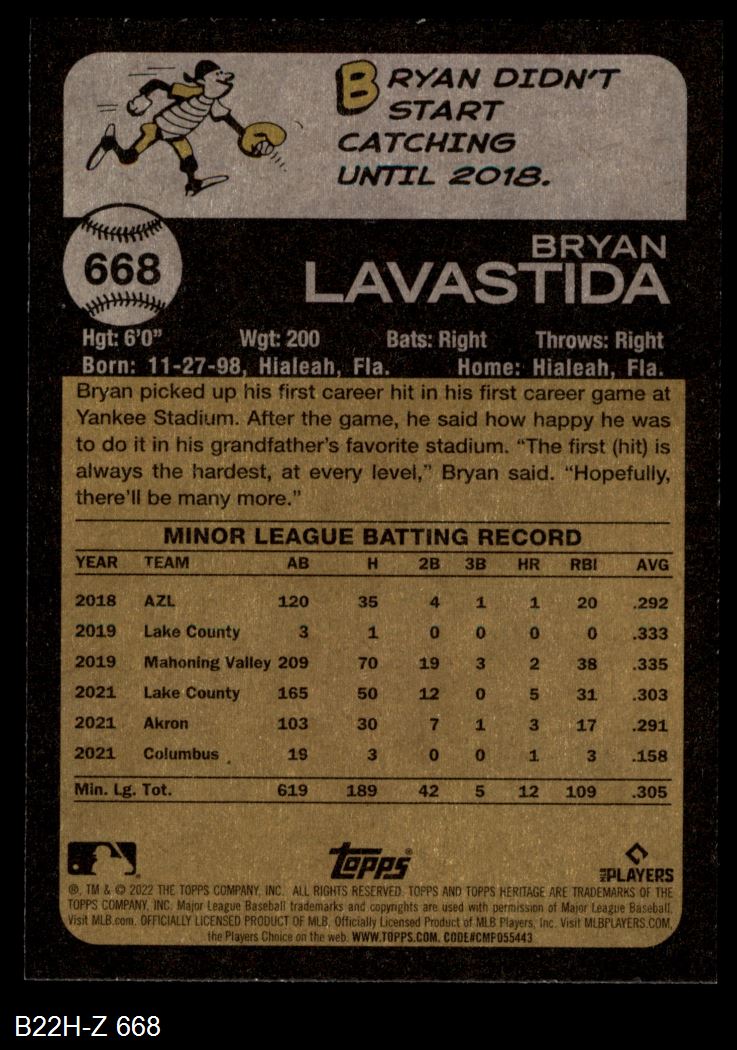 BRYAN DIDN'T
START
CATCHING
UNTIL 2018.
668
BRYAN
LAVASTIDA
Hgt: 6'0" Wgt: 200 Bats: Right Throws: Right
Born: 11-27-98, Hialeah, Fla. Home: Hialeah, Fla.
Bryan picked up his first career hit in his first career game at
Yankee Stadium. After the game, he said how happy he was
to do it in his grandfather's favorite stadium. "The first (hit) is
always the hardest, at every level," Bryan said. "Hopefully,
there'll be many more."
MINOR LEAGUE BATTING RECORD
YEAR TEAM AB H 2B 3B HR RBI AVG
2018 AZL 120 35 4 1 1 20 .292
2019 Lake County 3 1 0 0 0 0 .333
2019 Mahoning Valley 209 70 19 3 2 38 .335
2021 Lake County 165 50 12 0 5 31 .303
2021 Akron 103 30 7 1 3 17 .291
2021 Columbus 19 3 0 0 1 3 .158
Min. Lg. Tot. 619 189 42 5 12 109 .305
Topps
MLB PLAYERS
®, TM & © 2022 THE TOPPS COMPANY, INC. ALL RIGHTS RESERVED. TOPPS AND TOPPS HERITAGE ARE TRADEMARKS OF THE
TOPPS COMPANY, INC. Major League Baseball trademarks and copyrights are used with permission of Major League Baseball.
Visit MLB.com. OFFICIALLY LICENSED PRODUCT OF MLB Players, Inc. Visit MLBPLAYERS.COM,
the Players Choice on the web. WWW.TOPPS.COM. CODE#CMP055443
B22H-Z 668